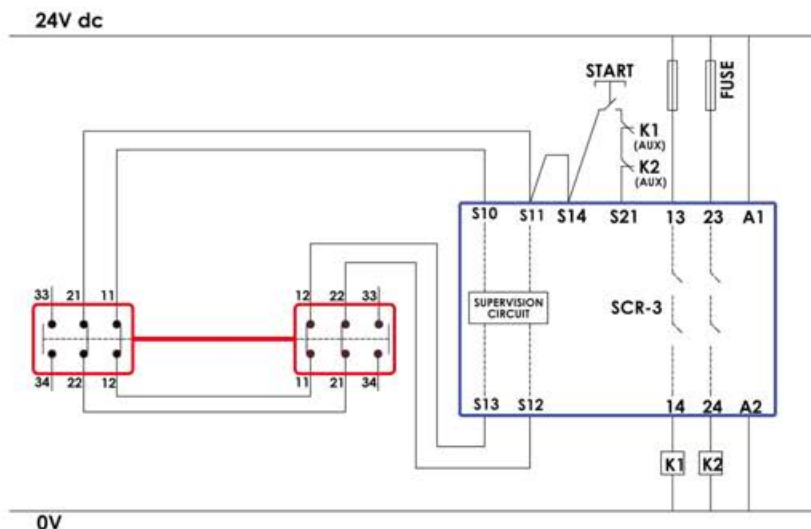 24V dc
START
FUSE
K1
(AUX)
K2
(AUX)
S10 S11 S14 S21 13 23 A1
33 21 11
12 22 33
SUPERVISION
CIRCUIT
SCR-3
34 22 12
11 21 34
S13 S12 14 24 A2
K1 K2
0V